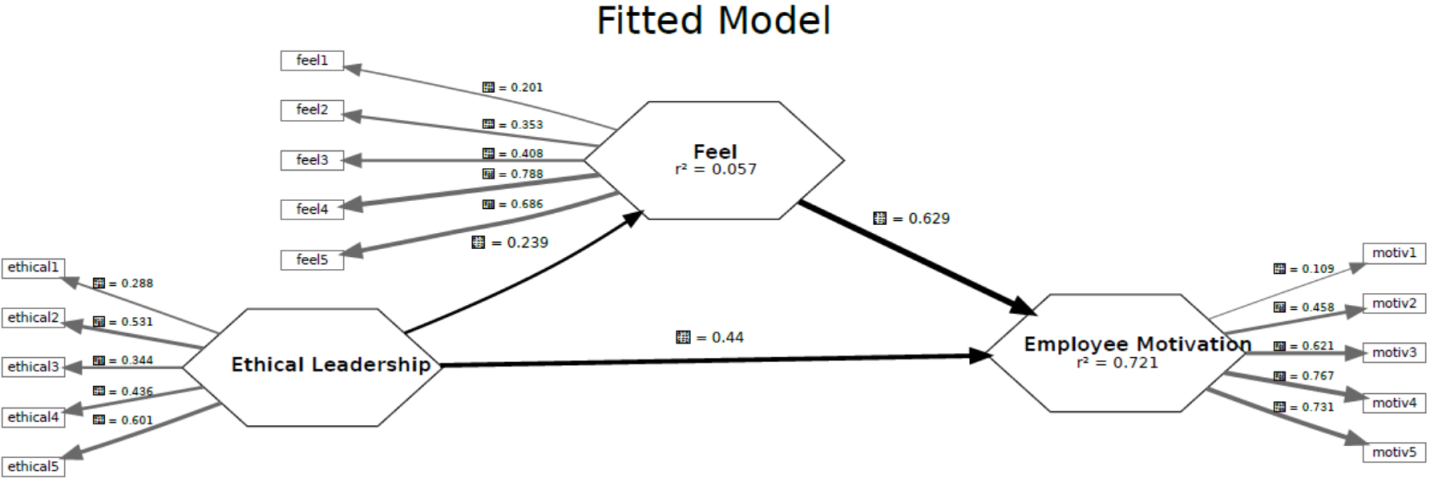 Fitted Model
feel1
= 0.201
feel2
= 0.353
feel3
= 0.408
feel4
= 0.788
feel5
= 0.686
Feel
r² = 0.057
= 0.239
= 0.629
ethical1
= 0.288
ethical2
= 0.531
ethical3
= 0.344
ethical4
= 0.436
ethical5
= 0.601
Ethical Leadership
= 0.44
Employee Motivation
r² = 0.721
motiv1
= 0.109
motiv2
= 0.458
motiv3
= 0.621
motiv4
= 0.767
motiv5
= 0.731